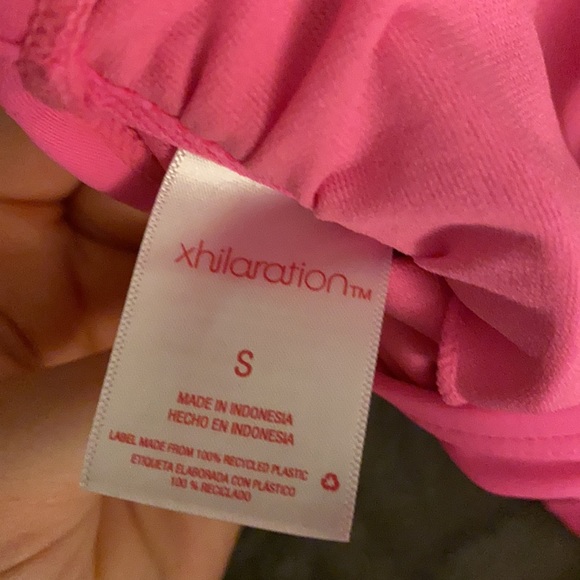 xhilaration™
S
MADE IN INDONESIA
HECHO EN INDONESIA
LABEL MADE FROM 100% RECYCLED PLASTIC
ETIQUETA ELABORADA CON PLÁSTICO
100 % RECICLADO